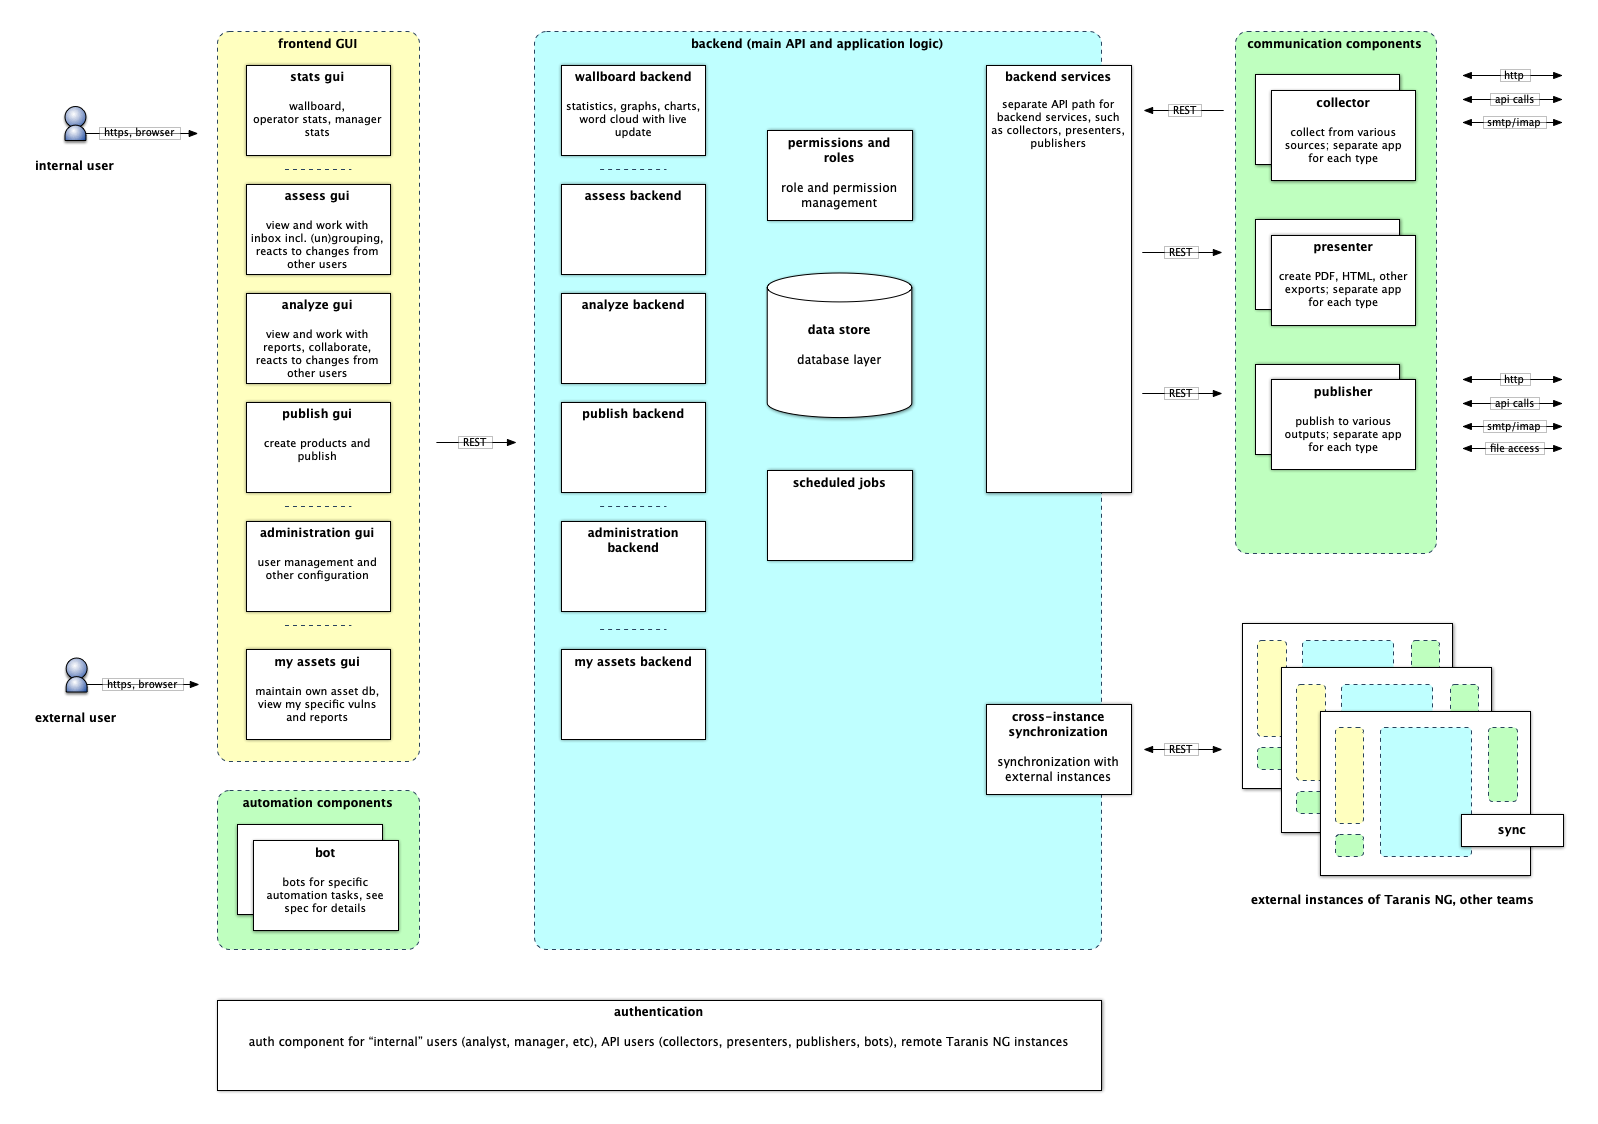 frontend GUI
stats gui
wallboard,
operator stats, manager
stats
assess gui
view and work with
inbox incl. (un)grouping,
reacts to changes from
other users
analyze gui
view and work with
reports, collaborate,
reacts to changes from
other users
publish gui
create products and
publish
administration gui
user management and
other configuration
my assets gui
maintain own asset db,
view my specific vulns
and reports
https, browser
internal user
https, browser
external user
automation components
bot
bots for specific
automation tasks, see
spec for details
REST
backend (main API and application logic)
wallboard backend
statistics, graphs, charts,
word cloud with live
update
assess backend
analyze backend
publish backend
administration
backend
my assets backend
permissions and
roles
role and permission
management
data store
database layer
scheduled jobs
backend services
separate API path for
backend services, such
as collectors, presenters,
publishers
cross-instance
synchronization
synchronization with
external instances
REST
REST
REST
REST
communication components
collector
collect from various
sources; separate app
for each type
presenter
create PDF, HTML, other
exports; separate app
for each type
publisher
publish to various
outputs; separate app
for each type
http
api calls
smtp/imap
http
api calls
smtp/imap
file access
sync
external instances of Taranis NG, other teams
authentication
auth component for “internal” users (analyst, manager, etc), API users (collectors, presenters, publishers, bots), remote Taranis NG instances